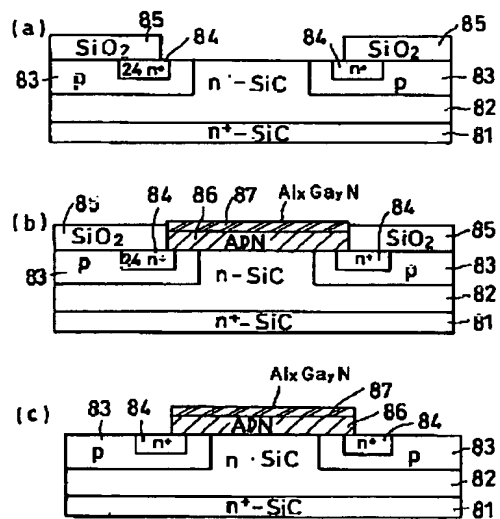 (a) 85 84 84 85
SiO2 SiO2
83 24 n+ n+ 83
p n⁻-SiC p
82
n+-SiC 81
(b) 85 84 86 87 AlxGayN 84
SiO2 SiO2 85
ADN
83 p 24 n+ n-SiC n+ p 83
82
n+-SiC 81
(c) AlxGayN
83 84 87
ADN 86 84
p n+ n+ p 83
n-SiC
82
n+-SiC 81